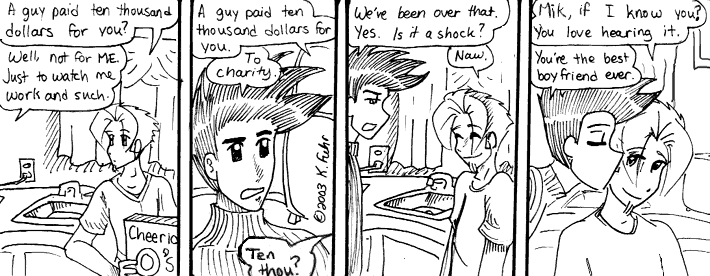 A guy paid ten thousand
dollars for you?
Well, not for ME.
Just to watch me
work and such.
Cheerio
O's
A guy paid ten
thousand dollars for
you.
To
charity.
Ten
thou?
©2003 K. Fuhr
We've been over that.
Yes. Is it a shock?
Naw.
Mik, if I know you?
You love hearing it.
You're the best
boyfriend ever.